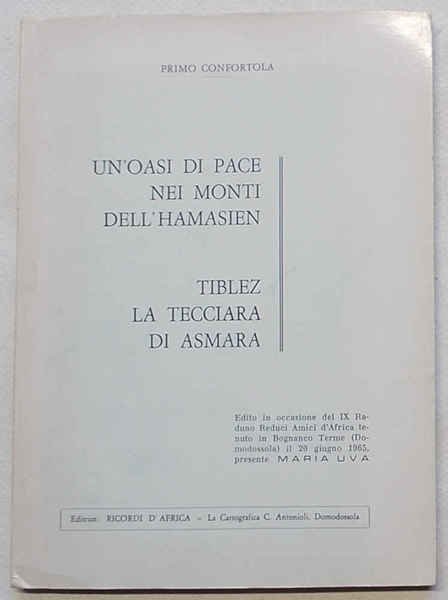 PRIMO CONFORTOLA
UN'OASI DI PACE
NEI MONTI
DELL'HAMASIEN
TIBLEZ
LA TECCIARA
DI ASMARA
Edito in occasione del IX Ra-
duno Reduci Amici d'Africa te-
nuto in Bognanco Terme (Do-
modossola) il 20 giugno 1965,
presente MARIA UVA
Editrice: RICORDI D'AFRICA - La Cartografica C. Antonioli, Domodossola